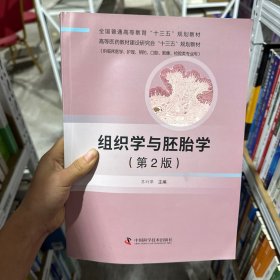 全国普通高等教育“十三五”规划教材
高等医药教材建设研究会“十三五”规划教材
组织学与胚胎学
（第2版）
主编
中国科学技术出版社